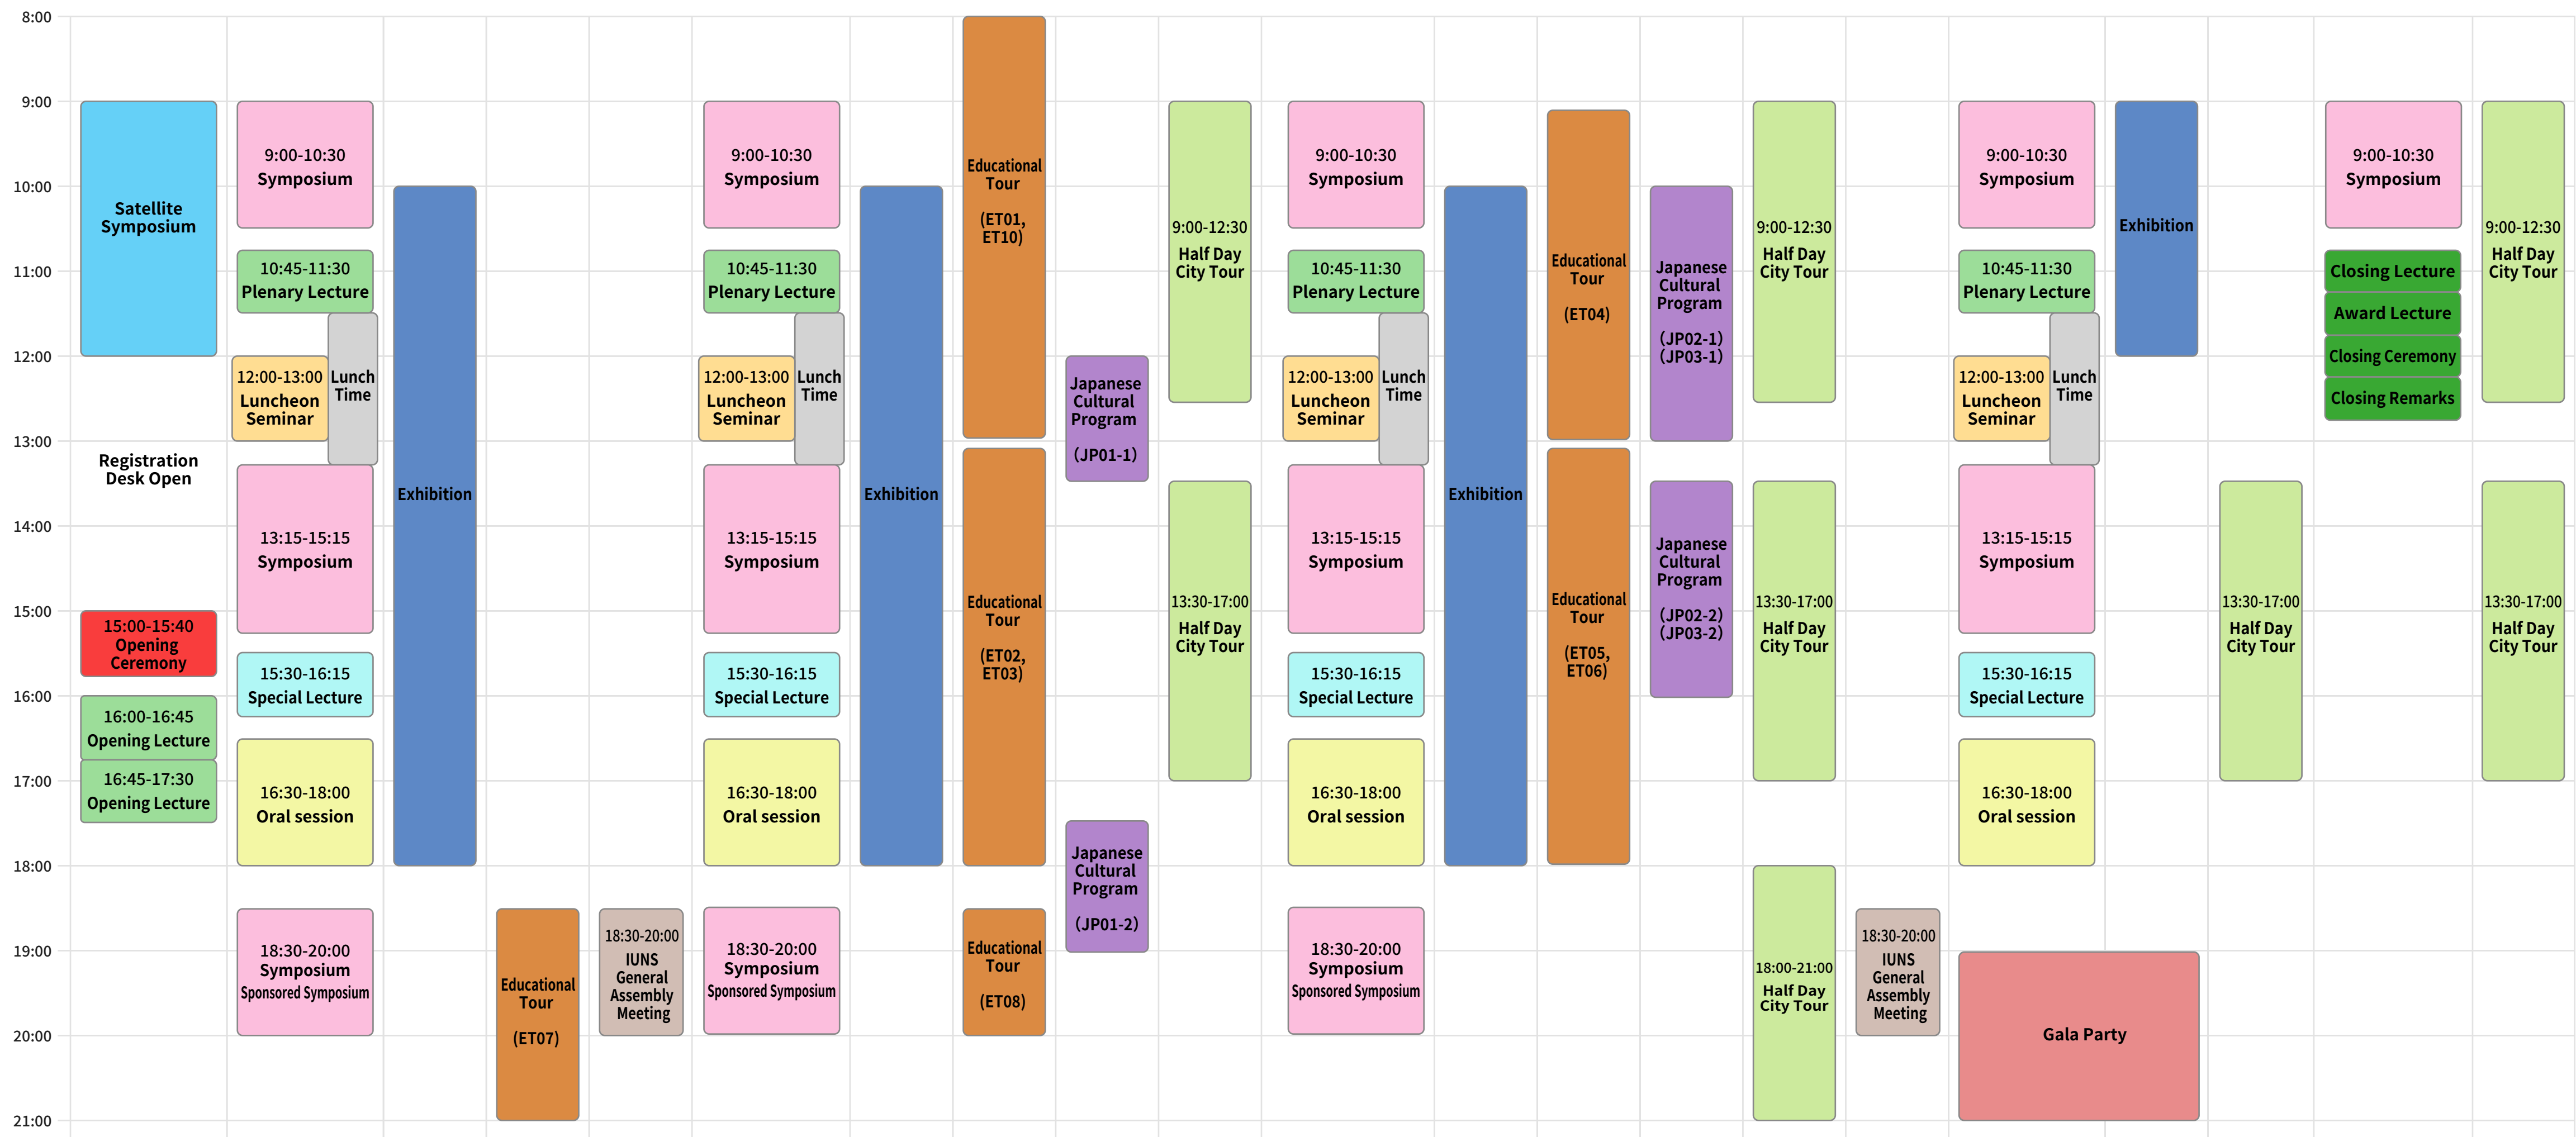 8:00
9:00
10:00
11:00
12:00
13:00
14:00
15:00
16:00
17:00
18:00
19:00
20:00
21:00
Satellite
Symposium
Registration
Desk Open
15:00-15:40
Opening
Ceremony
16:00-16:45
Opening Lecture
16:45-17:30
Opening Lecture
9:00-10:30
Symposium
10:45-11:30
Plenary Lecture
12:00-13:00
Luncheon
Seminar
Lunch
Time
13:15-15:15
Symposium
15:30-16:15
Special Lecture
16:30-18:00
Oral session
18:30-20:00
Symposium
Sponsored Symposium
Exhibition
Educational
Tour
(ET07)
18:30-20:00
IUNS
General
Assembly
Meeting
9:00-10:30
Symposium
10:45-11:30
Plenary Lecture
12:00-13:00
Luncheon
Seminar
Lunch
Time
13:15-15:15
Symposium
15:30-16:15
Special Lecture
16:30-18:00
Oral session
18:30-20:00
Symposium
Sponsored Symposium
Exhibition
Educational
Tour
(ET01,
ET10)
Educational
Tour
(ET02,
ET03)
Educational
Tour
(ET08)
Japanese
Cultural
Program
(JP01-1)
Japanese
Cultural
Program
(JP01-2)
9:00-12:30
Half Day
City Tour
13:30-17:00
Half Day
City Tour
9:00-10:30
Symposium
10:45-11:30
Plenary Lecture
12:00-13:00
Luncheon
Seminar
Lunch
Time
13:15-15:15
Symposium
15:30-16:15
Special Lecture
16:30-18:00
Oral session
18:30-20:00
Symposium
Sponsored Symposium
Exhibition
Educational
Tour
(ET04)
Educational
Tour
(ET05,
ET06)
Japanese
Cultural
Program
(JP02-1)
(JP03-1)
Japanese
Cultural
Program
(JP02-2)
(JP03-2)
9:00-12:30
Half Day
City Tour
13:30-17:00
Half Day
City Tour
18:00-21:00
Half Day
City Tour
18:30-20:00
IUNS
General
Assembly
Meeting
9:00-10:30
Symposium
10:45-11:30
Plenary Lecture
12:00-13:00
Luncheon
Seminar
Lunch
Time
13:15-15:15
Symposium
15:30-16:15
Special Lecture
16:30-18:00
Oral session
Gala Party
Exhibition
13:30-17:00
Half Day
City Tour
9:00-10:30
Symposium
Closing Lecture
Award Lecture
Closing Ceremony
Closing Remarks
9:00-12:30
Half Day
City Tour
13:30-17:00
Half Day
City Tour